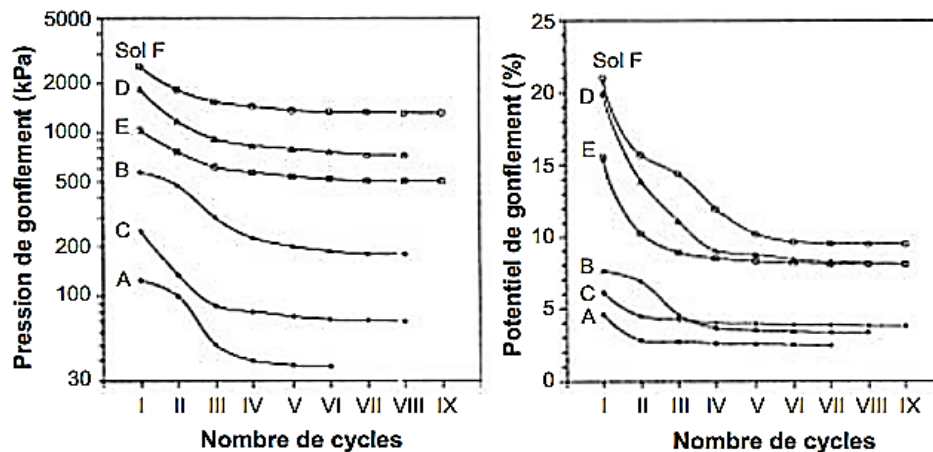 5000
2000
1000
500
200
100
30
Pression de gonflement (kPa)
Sol F
D
E
B
C
A
I II III IV V VI VII VIII IX
Nombre de cycles
25
20
15
10
5
0
Potentiel de gonflement (%)
Sol F
D
E
B
C
A
I II III IV V VI VII VIII IX
Nombre de cycles